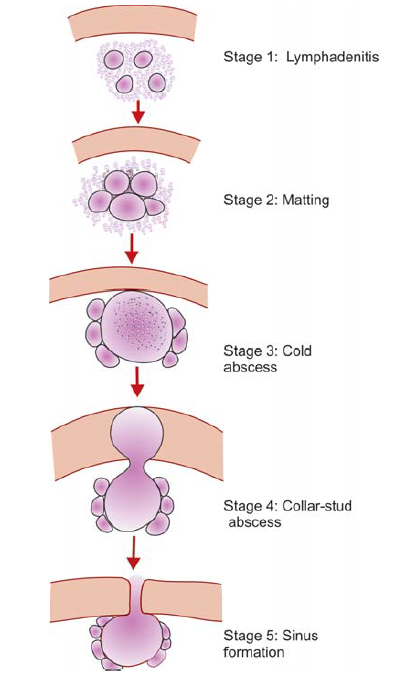 Stage 1: Lymphadenitis
Stage 2: Matting
Stage 3: Cold
abscess
Stage 4: Collar-stud
abscess
Stage 5: Sinus
formation